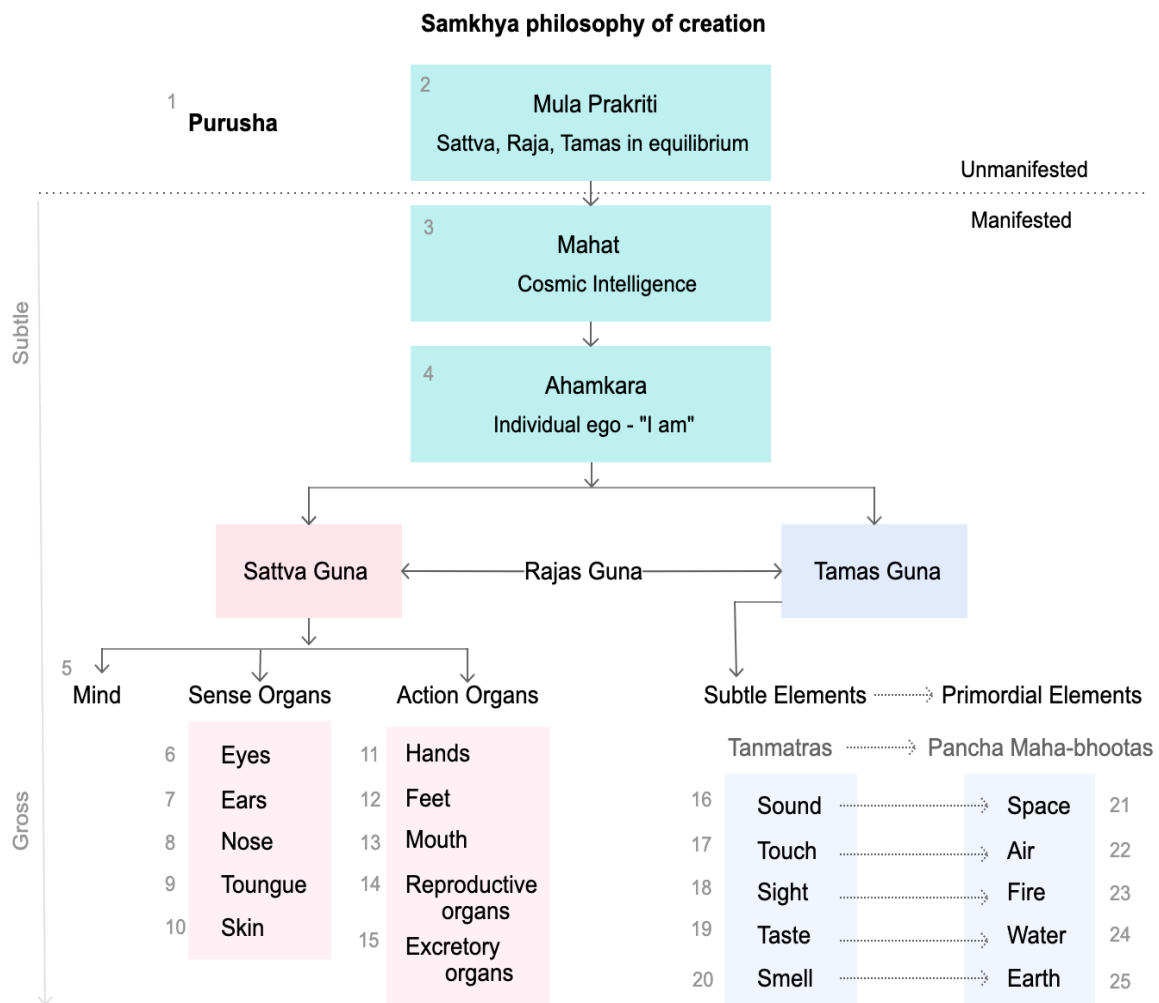 Samkhya philosophy of creation
1
Purusha
2
Mula Prakriti
Sattva, Raja, Tamas in equilibrium
Unmanifested
Manifested
3
Mahat
Cosmic Intelligence
Subtle
4
Ahamkara
Individual ego - "I am"
Sattva Guna
Rajas Guna
Tamas Guna
5
Mind
Sense Organs
Action Organs
Subtle Elements
Primordial Elements
Tanmatras
Pancha Maha-bhootas
Gross
6 Eyes
7 Ears
8 Nose
9 Toungue
10 Skin
11 Hands
12 Feet
13 Mouth
14 Reproductive
organs
15 Excretory
organs
16 Sound Space 21
17 Touch Air 22
18 Sight Fire 23
19 Taste Water 24
20 Smell Earth 25